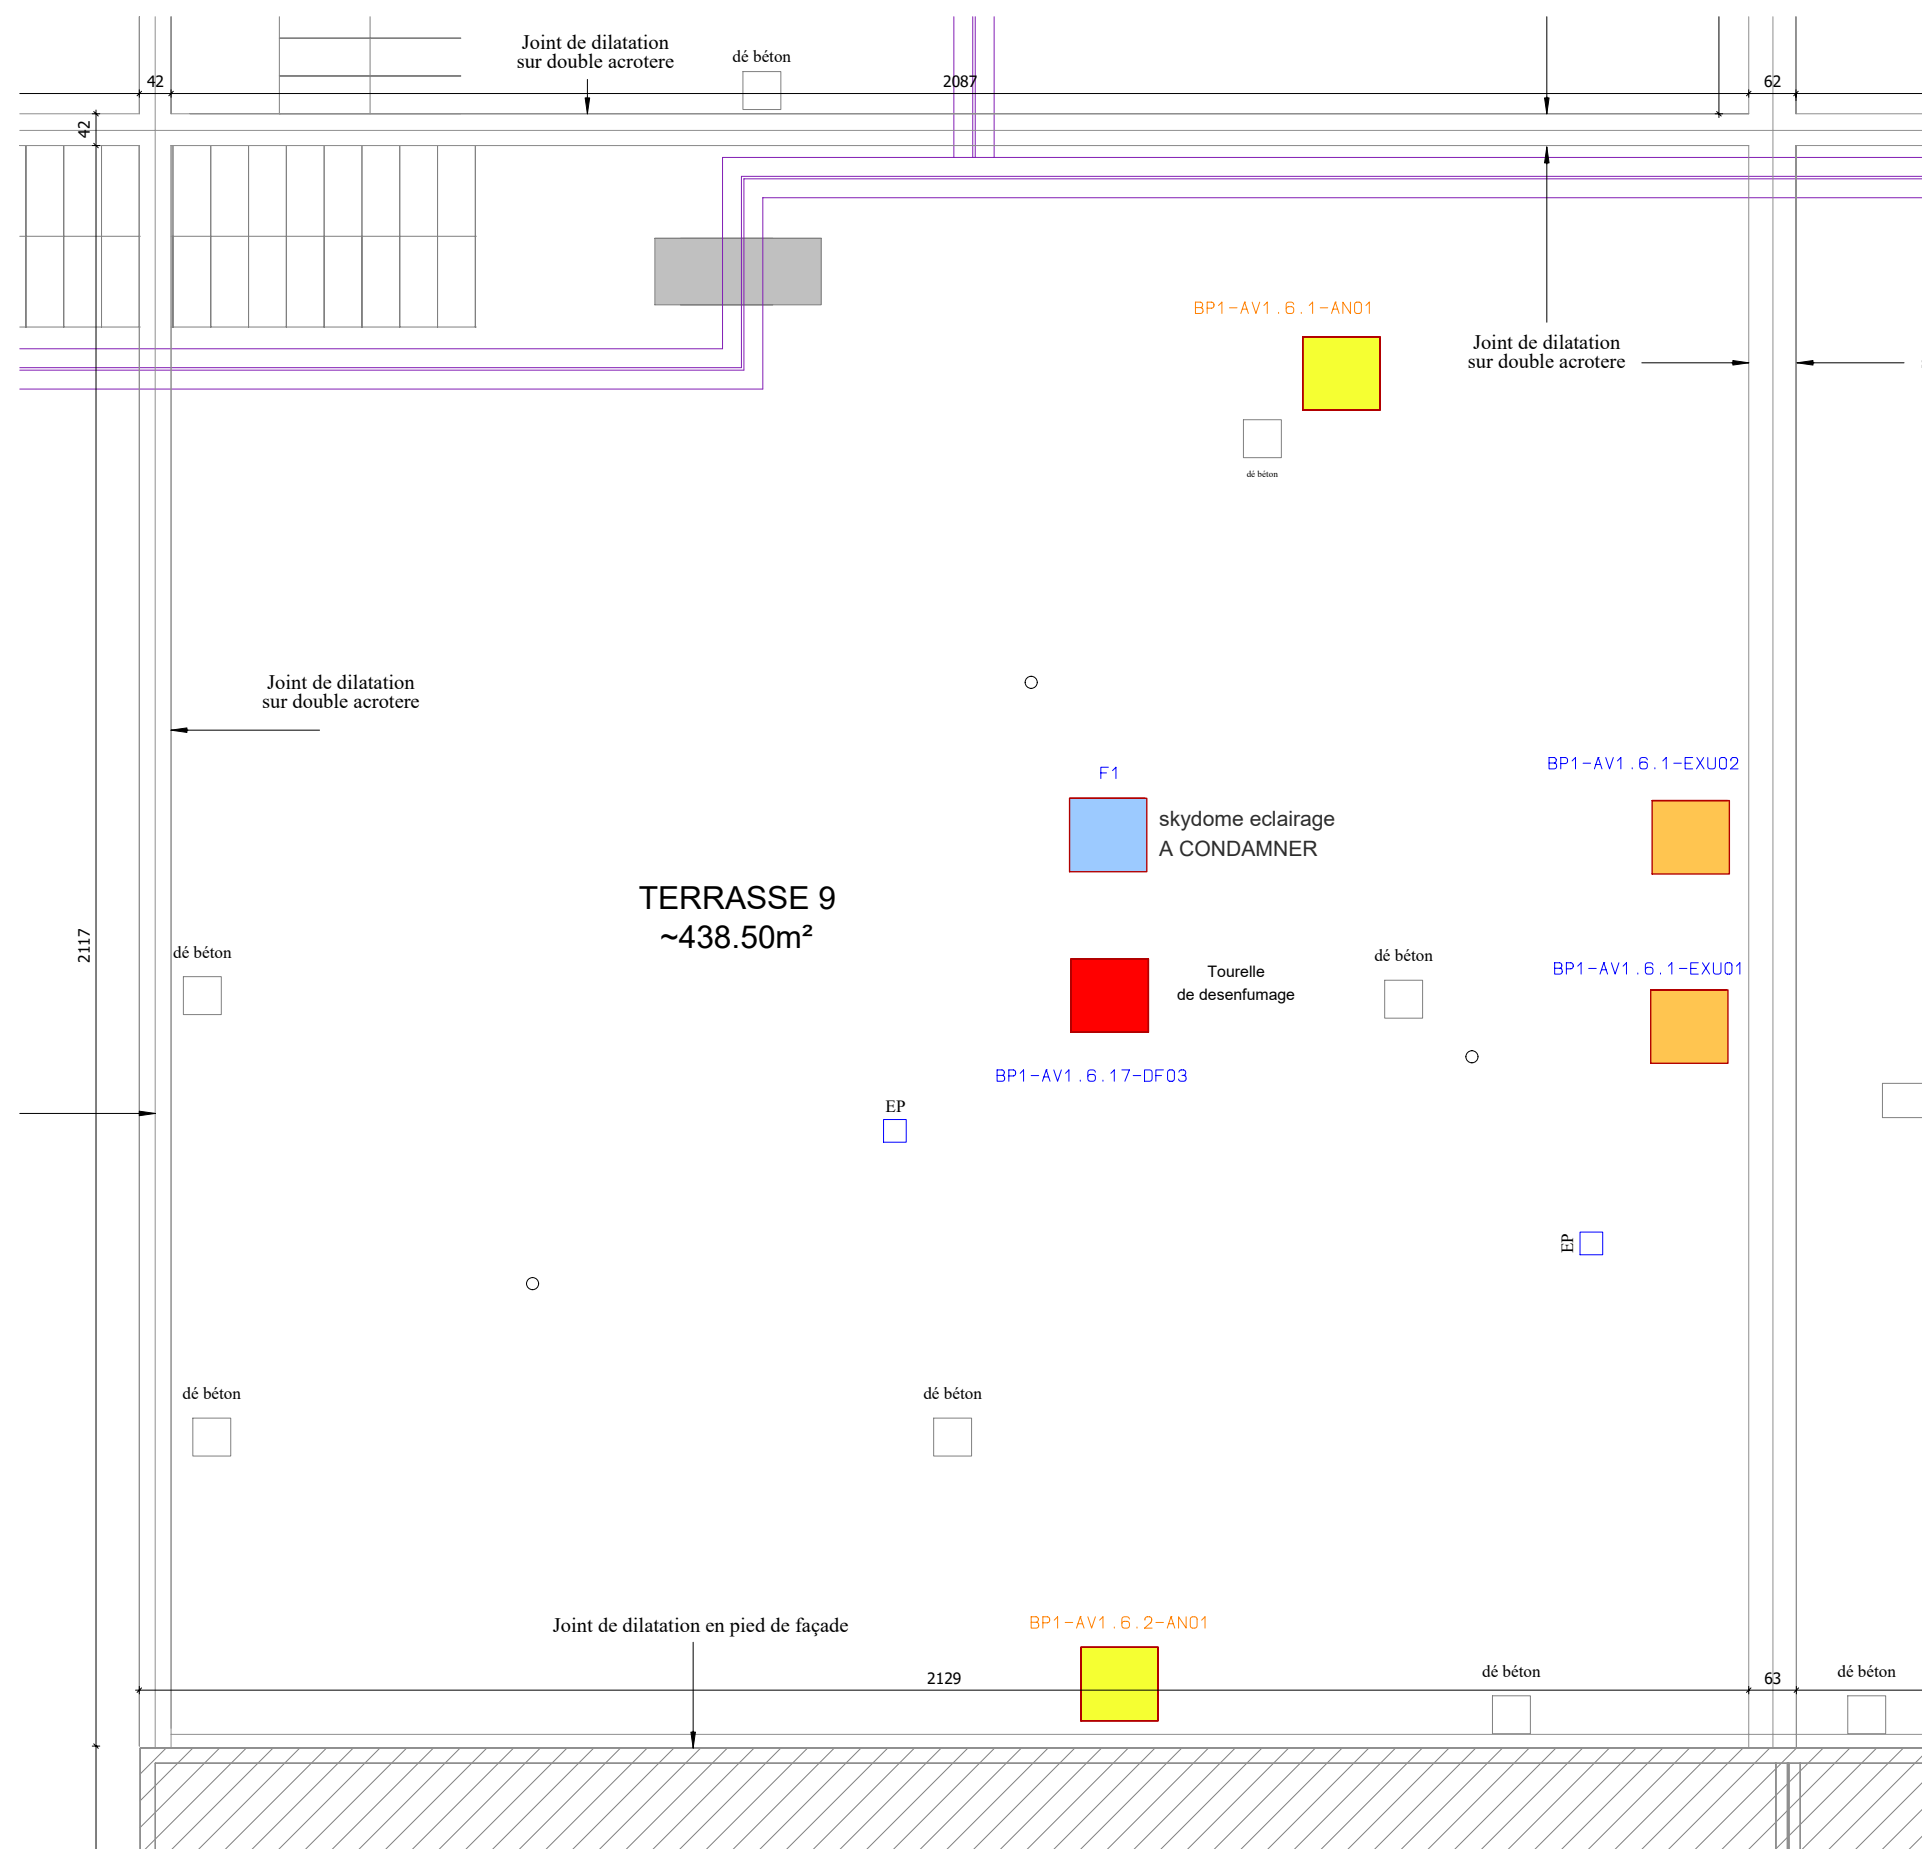 Joint de dilatation
sur double acrotere
dé béton
42
2087
62
42
BP1-AV1.6.1-AN01
Joint de dilatation
sur double acrotere
dé béton
Joint de dilatation
sur double acrotere
F1
BP1-AV1.6.1-EXU02
skydome eclairage
A CONDAMNER
TERRASSE 9
~438.50m²
2117
dé béton
dé béton
Tourelle
de desenfumage
BP1-AV1.6.1-EXU01
BP1-AV1.6.17-DF03
EP
EP
dé béton
dé béton
Joint de dilatation en pied de façade
BP1-AV1.6.2-AN01
2129
dé béton
63
dé béton